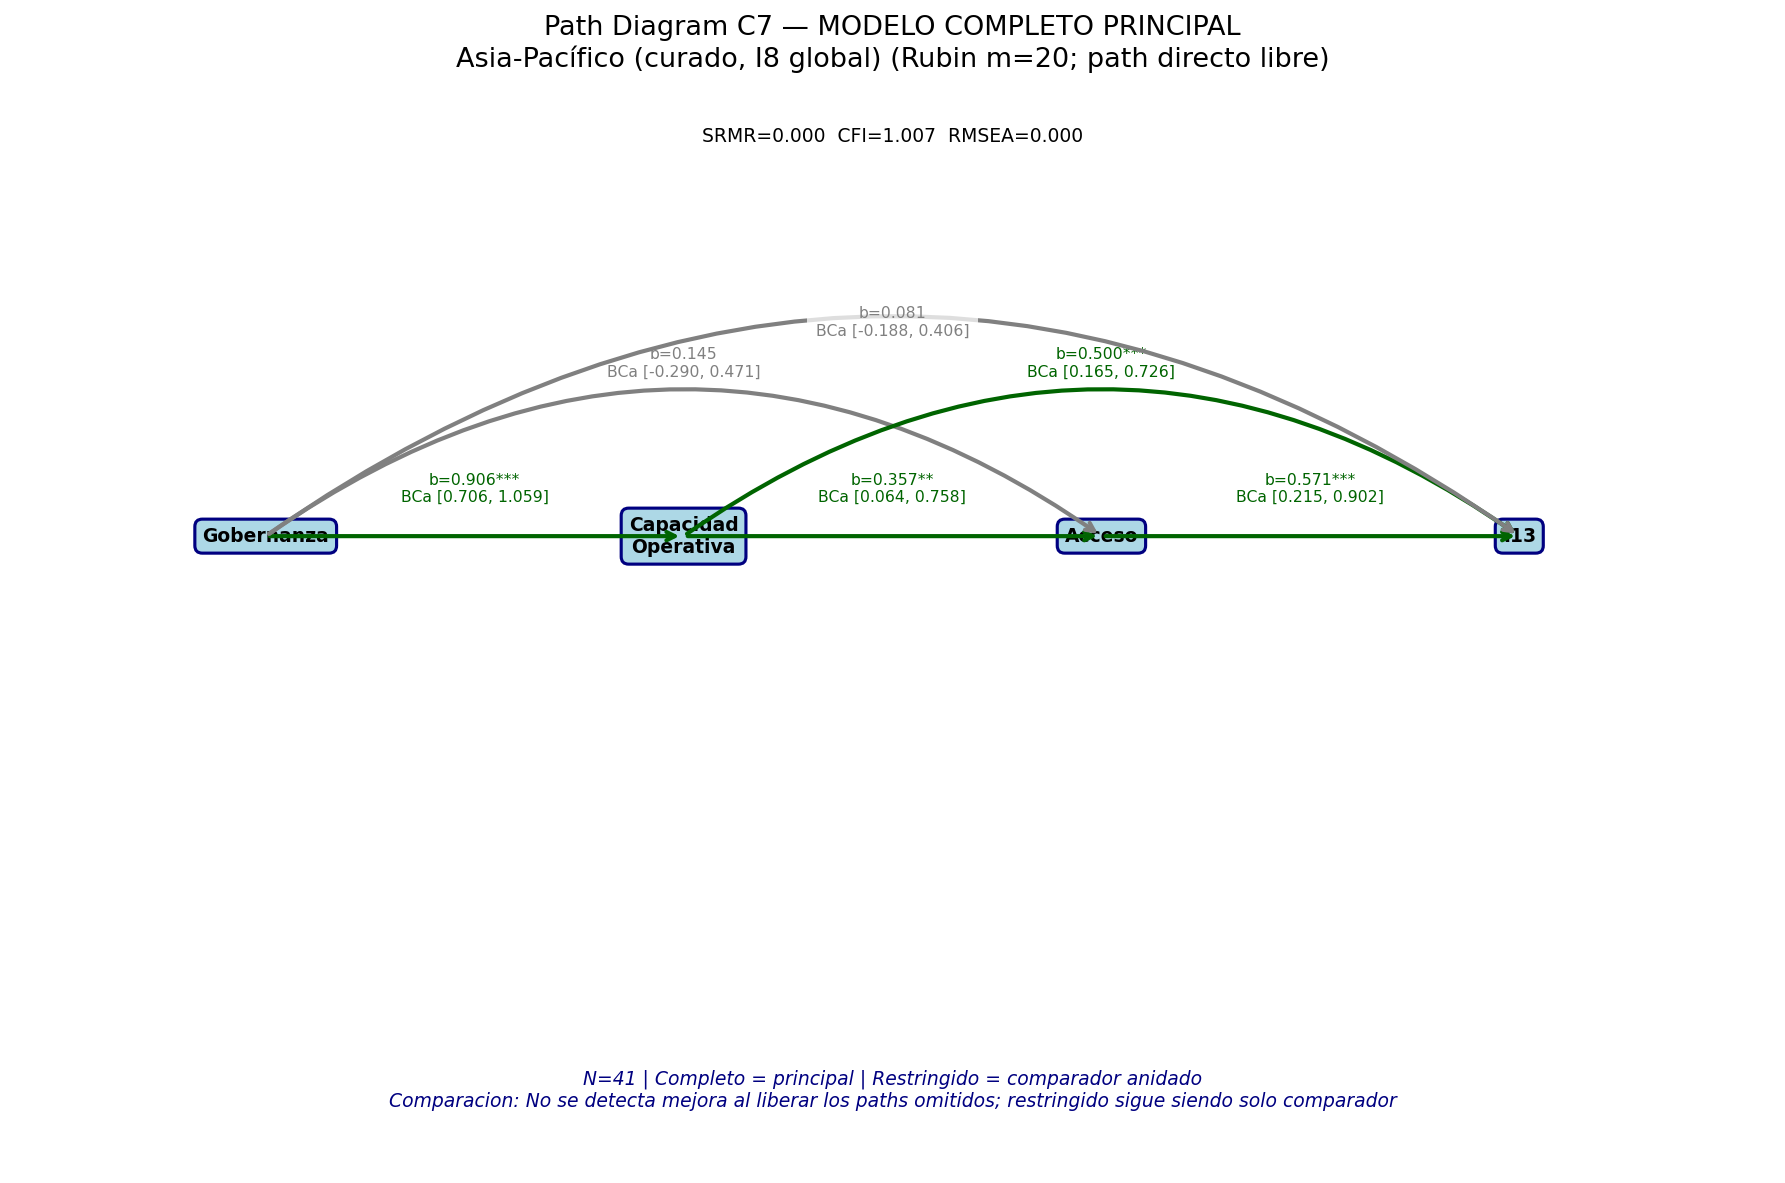 Path Diagram C7 — MODELO COMPLETO PRINCIPAL
Asia-Pacífico (curado, I8 global) (Rubin m=20; path directo libre)
SRMR=0.000 CFI=1.007 RMSEA=0.000
b=0.081
BCa [-0.188, 0.406]
b=0.145
BCa [-0.290, 0.471]
b=0.500***
BCa [0.165, 0.726]
b=0.906***
BCa [0.706, 1.059]
b=0.357**
BCa [0.064, 0.758]
b=0.571***
BCa [0.215, 0.902]
Gobernanza
Capacidad
Operativa
Acceso
N=41 | Completo = principal | Restringido = comparador anidado
Comparacion: No se detecta mejora al liberar los paths omitidos; restringido sigue siendo solo comparador